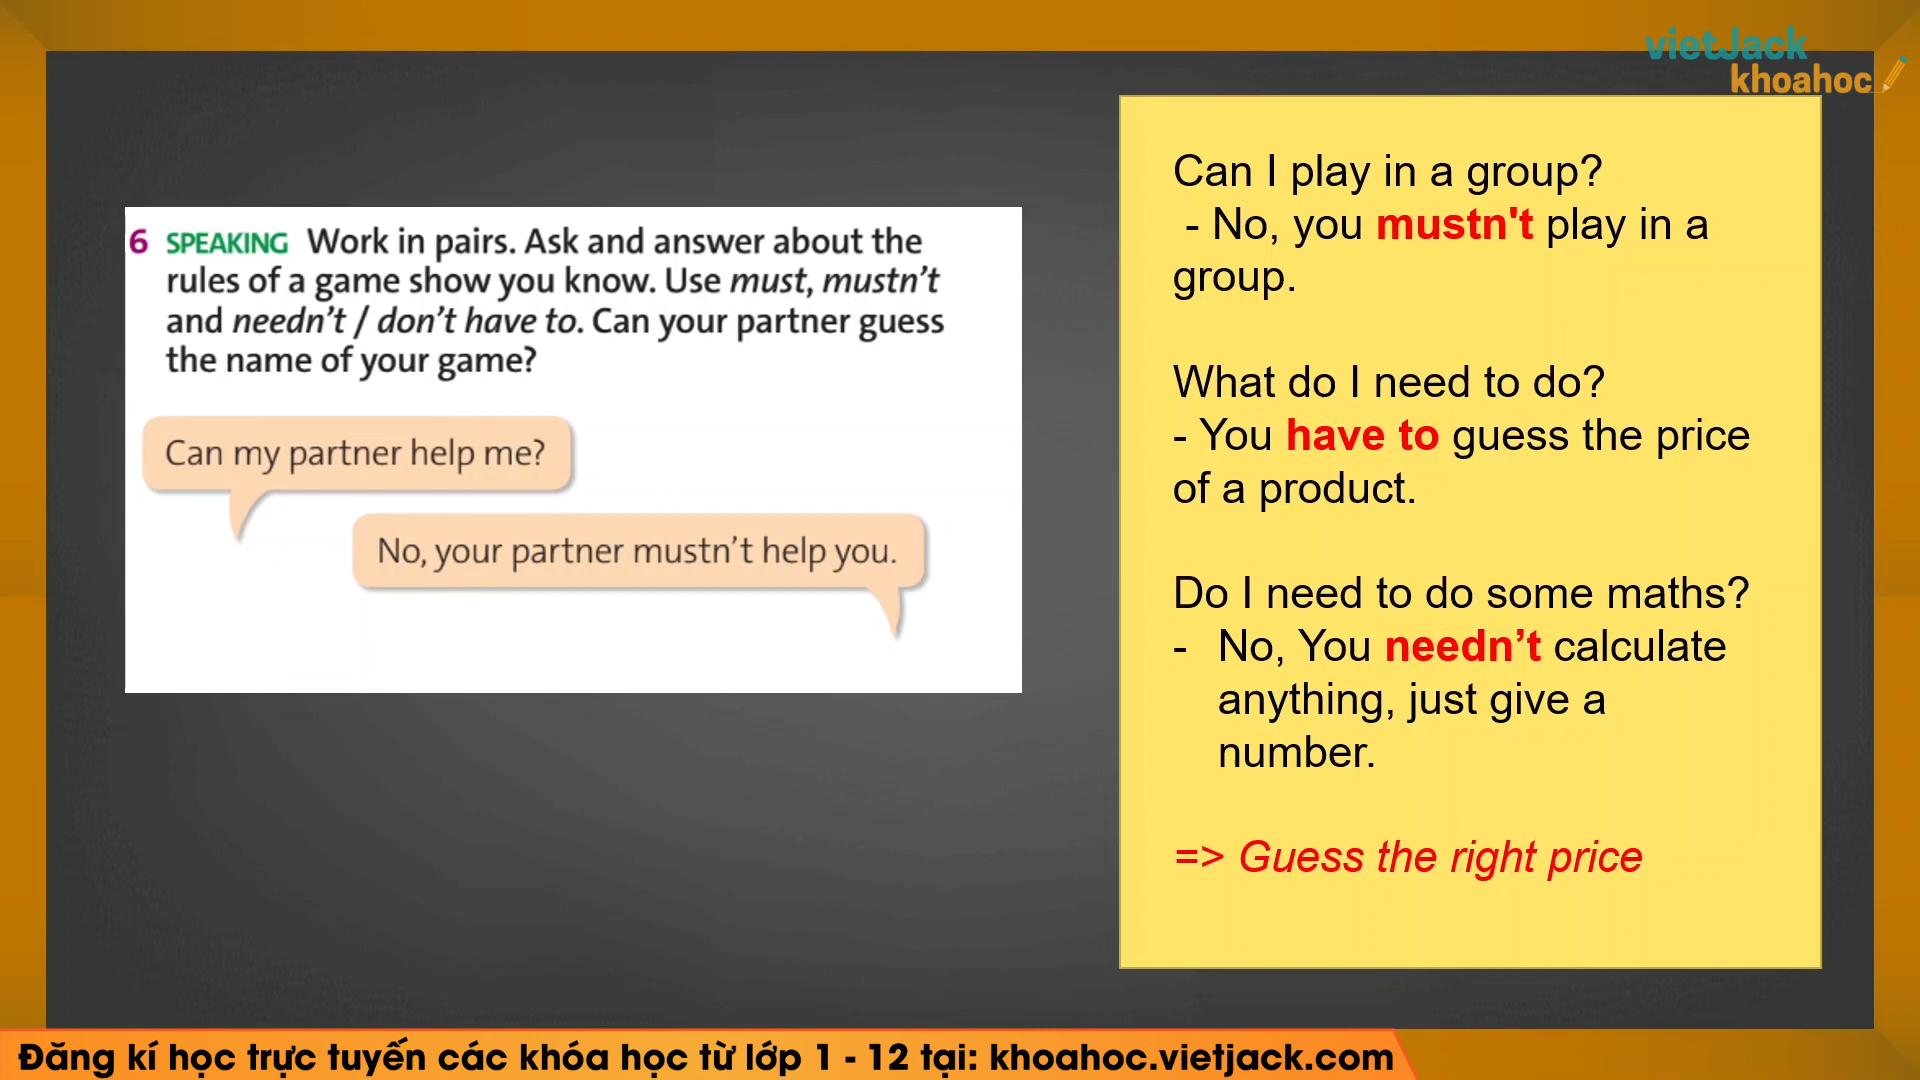 vietJack
khoahoc
6 SPEAKING Work in pairs. Ask and answer about the
rules of a game show you know. Use must, mustn’t
and needn’t / don’t have to. Can your partner guess
the name of your game?
Can my partner help me?
No, your partner mustn’t help you.
Can I play in a group?
- No, you mustn't play in a
group.
What do I need to do?
- You have to guess the price
of a product.
Do I need to do some maths?
- No, You needn’t calculate
anything, just give a
number.
=> Guess the right price
Đăng kí học trực tuyến các khóa học từ lớp 1 - 12 tại: khoahoc.vietjack.com